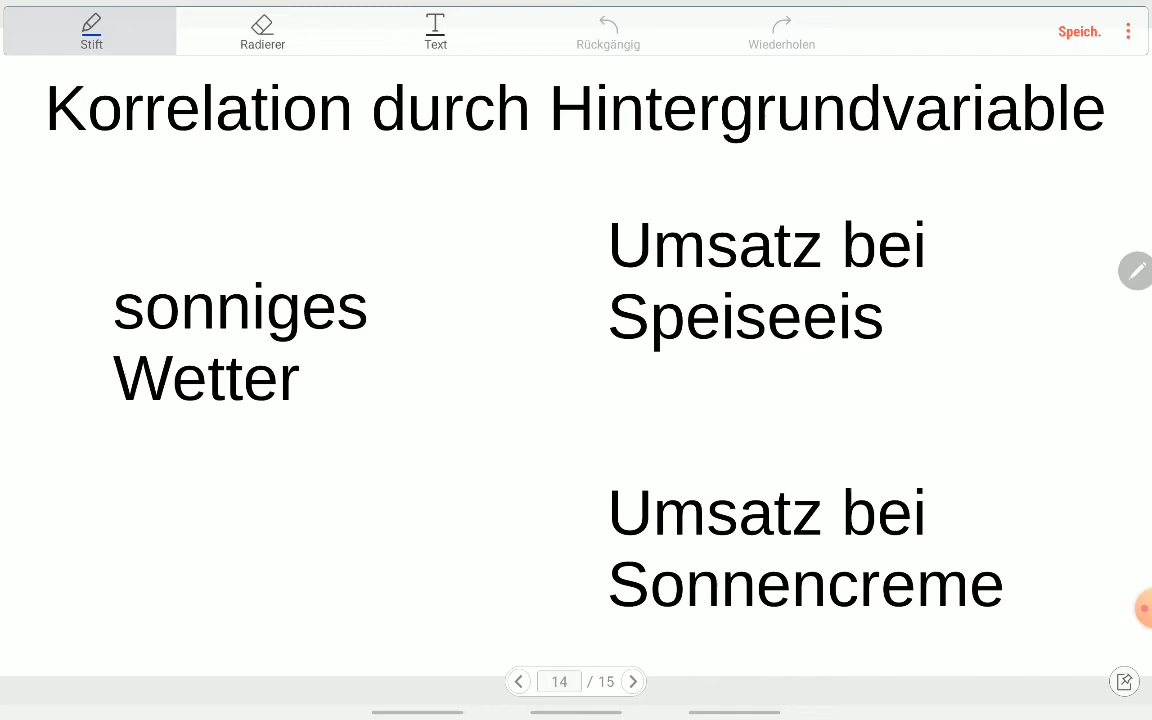 Stift
Radierer
Text
Rückgängig
Wiederholen
Speich.
Korrelation durch Hintergrundvariable
sonniges
Wetter
Umsatz bei
Speiseeis
Umsatz bei
Sonnencreme
14 / 15